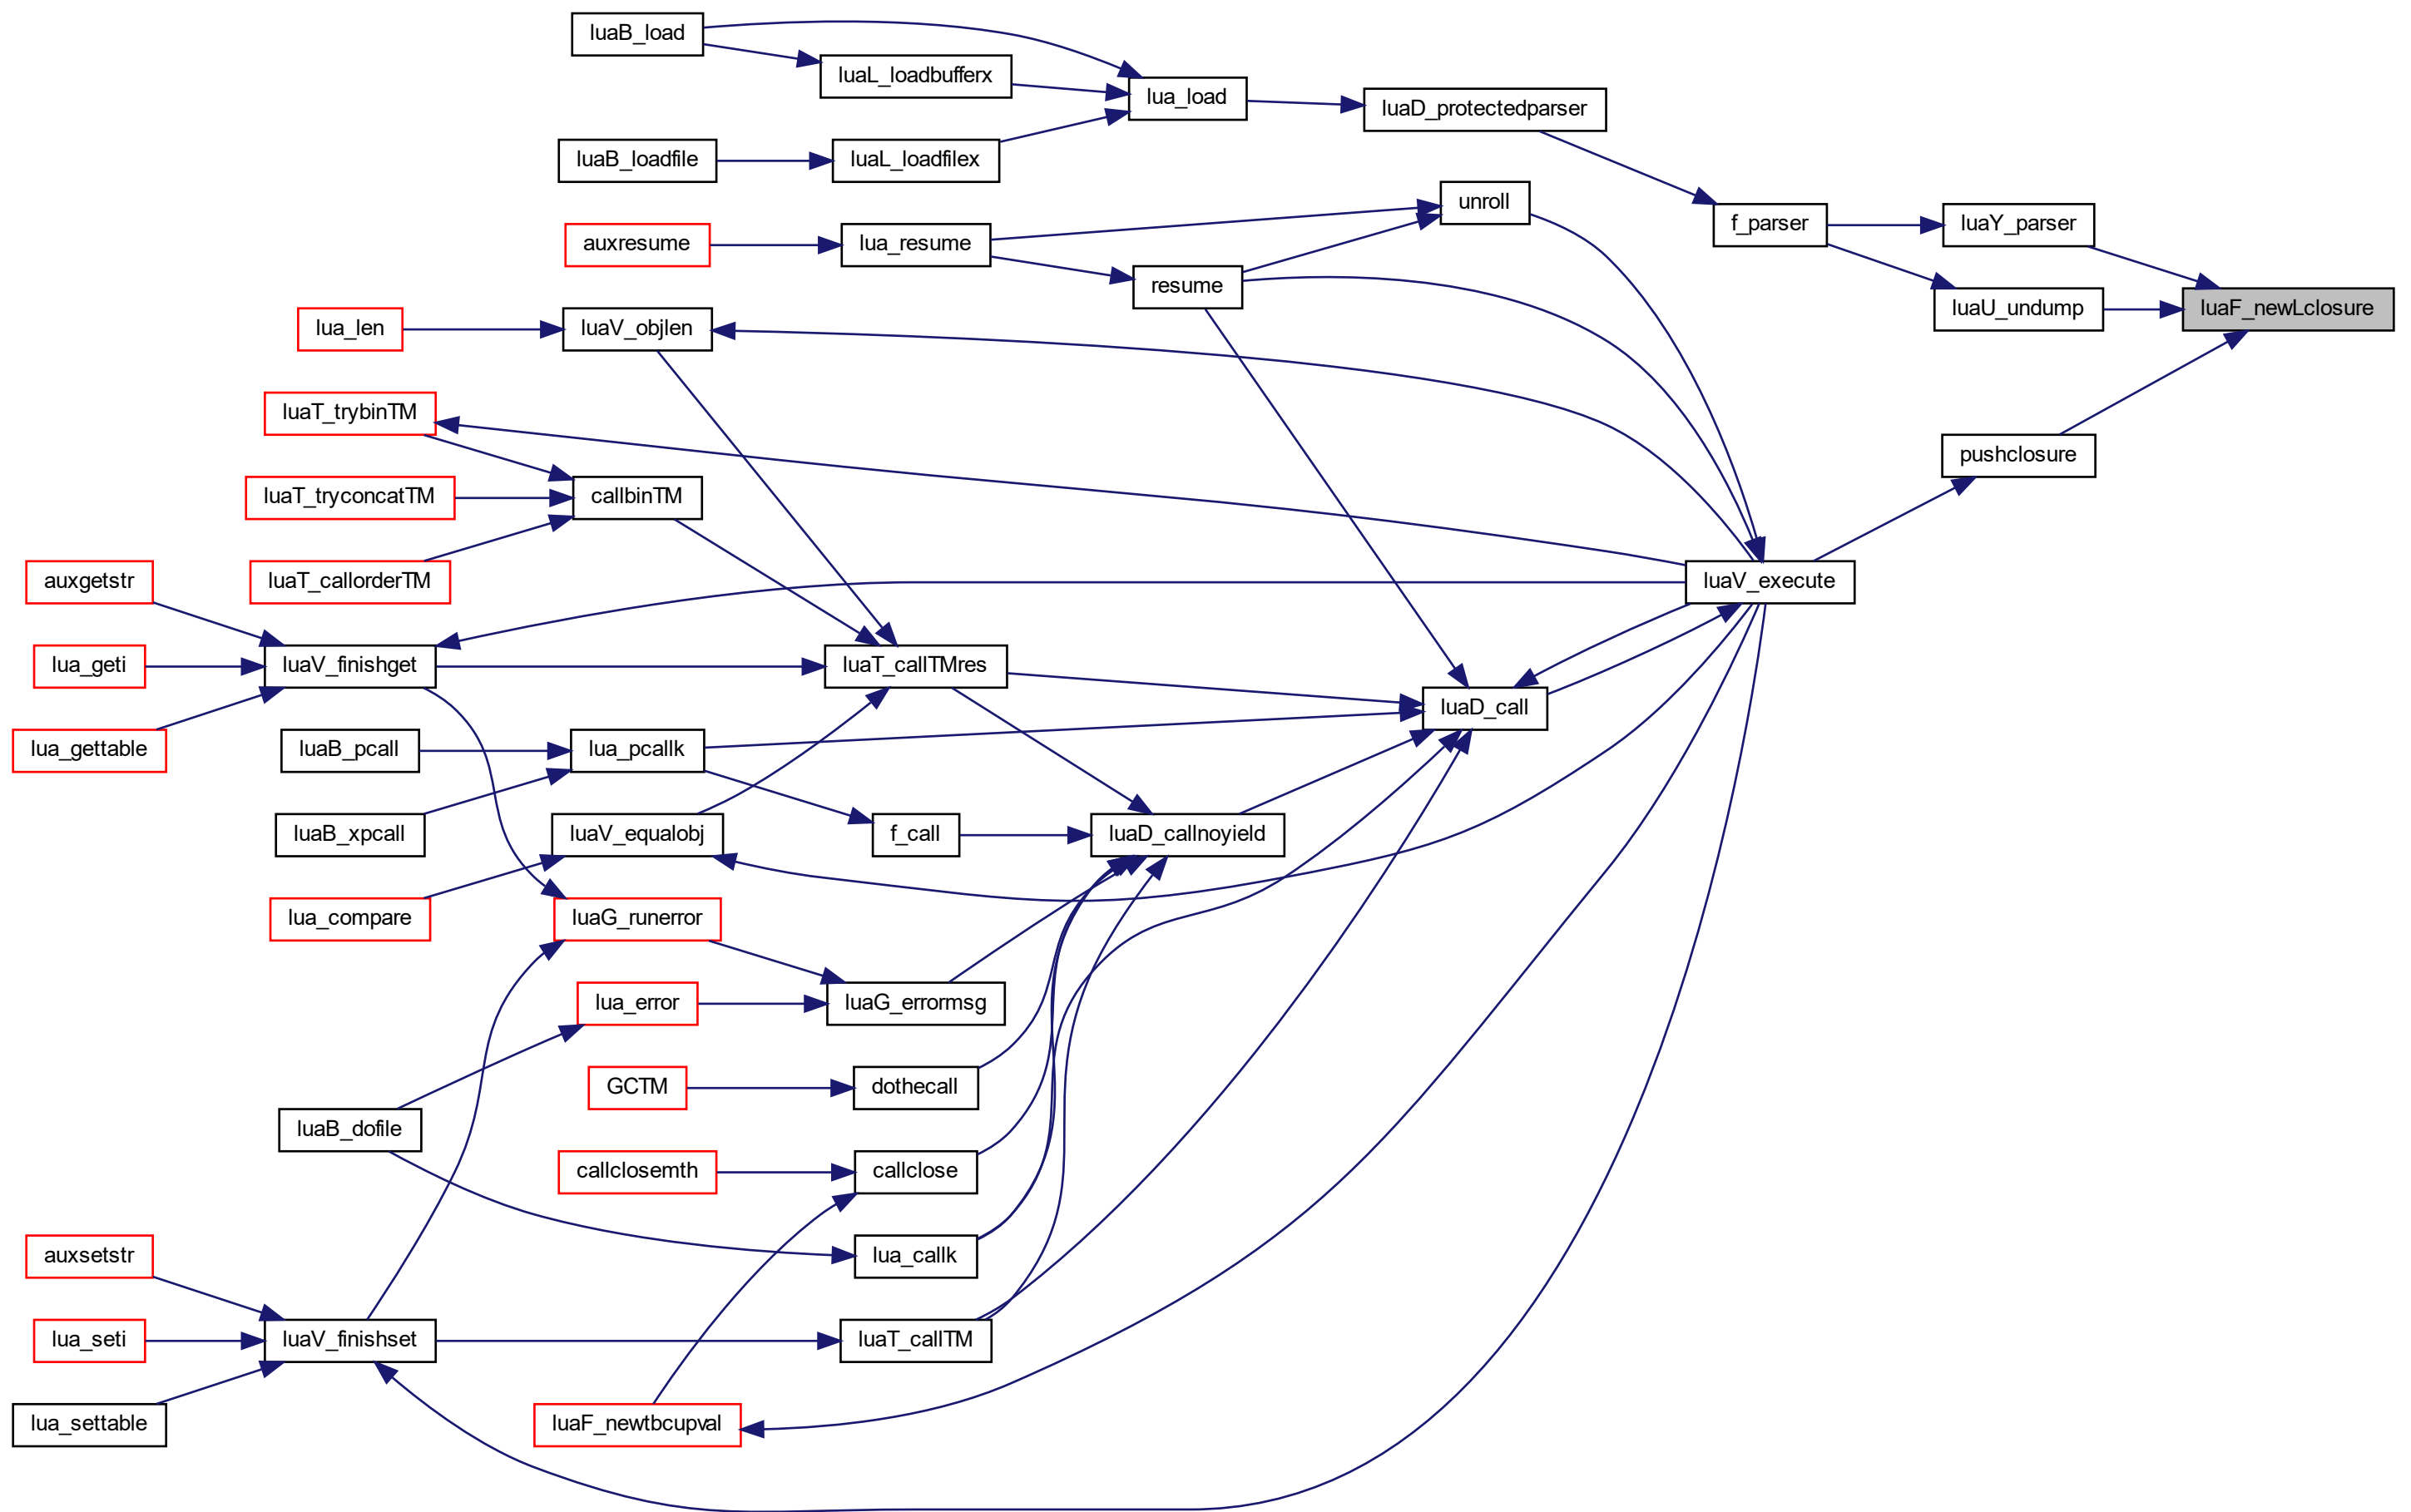 luaB_load
luaL_loadbufferx
lua_load
luaD_protectedparser
luaB_loadfile
luaL_loadfilex
unroll
f_parser
luaY_parser
auxresume
lua_resume
resume
luaU_undump
luaF_newLclosure
lua_len
luaV_objlen
luaT_trybinTM
pushclosure
luaT_tryconcatTM
callbinTM
auxgetstr
luaT_callorderTM
luaV_execute
lua_geti
luaV_finishget
luaT_callTMres
luaD_call
lua_gettable
luaB_pcall
lua_pcallk
luaB_xpcall
luaV_equalobj
f_call
luaD_callnoyield
lua_compare
luaG_runerror
lua_error
luaG_errormsg
GCTM
dothecall
luaB_dofile
callclosemth
callclose
auxsetstr
lua_callk
lua_seti
luaV_finishset
luaT_callTM
lua_settable
luaF_newtbcupval